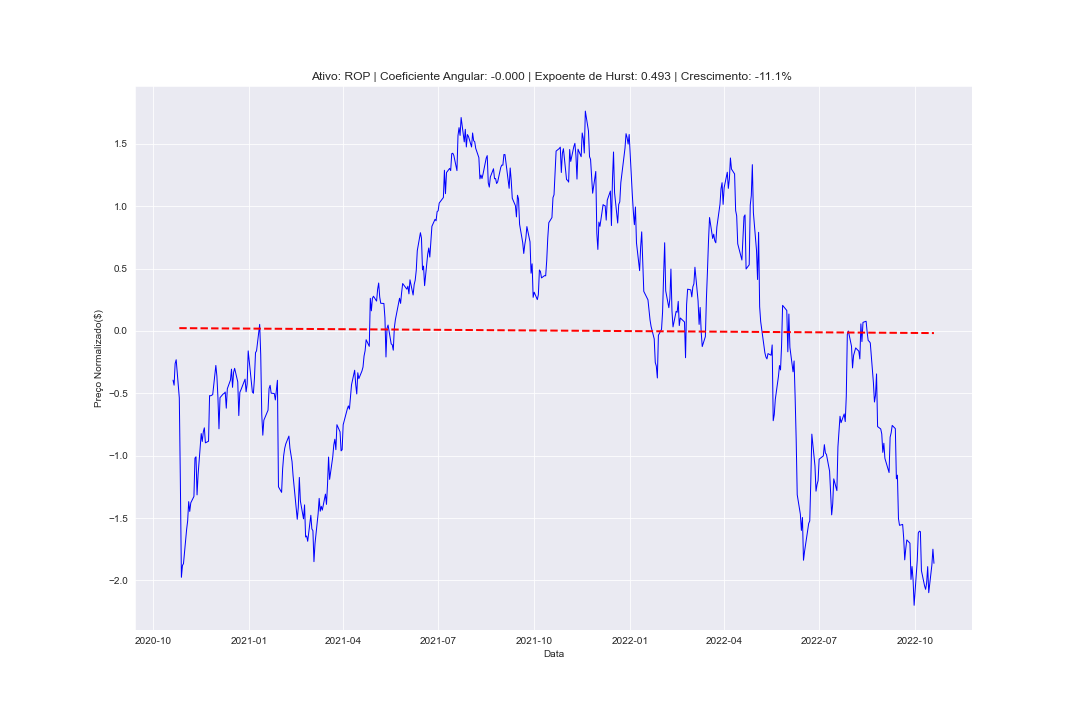 Ativo: ROP | Coeficiente Angular: -0.000 | Expoente de Hurst: 0.493 | Crescimento: -11.1%
Preço Normalizado($)
1.5
1.0
0.5
0.0
−0.5
−1.0
−1.5
−2.0
2020-10 2021-01 2021-04 2021-07 2021-10 2022-01 2022-04 2022-07 2022-10
Data